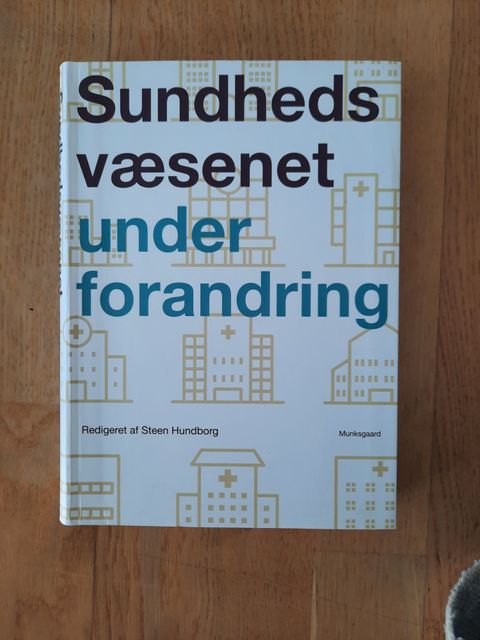 Sundheds
væsenet
under
forandring
Redigeret af Steen Hundborg
Munksgaard